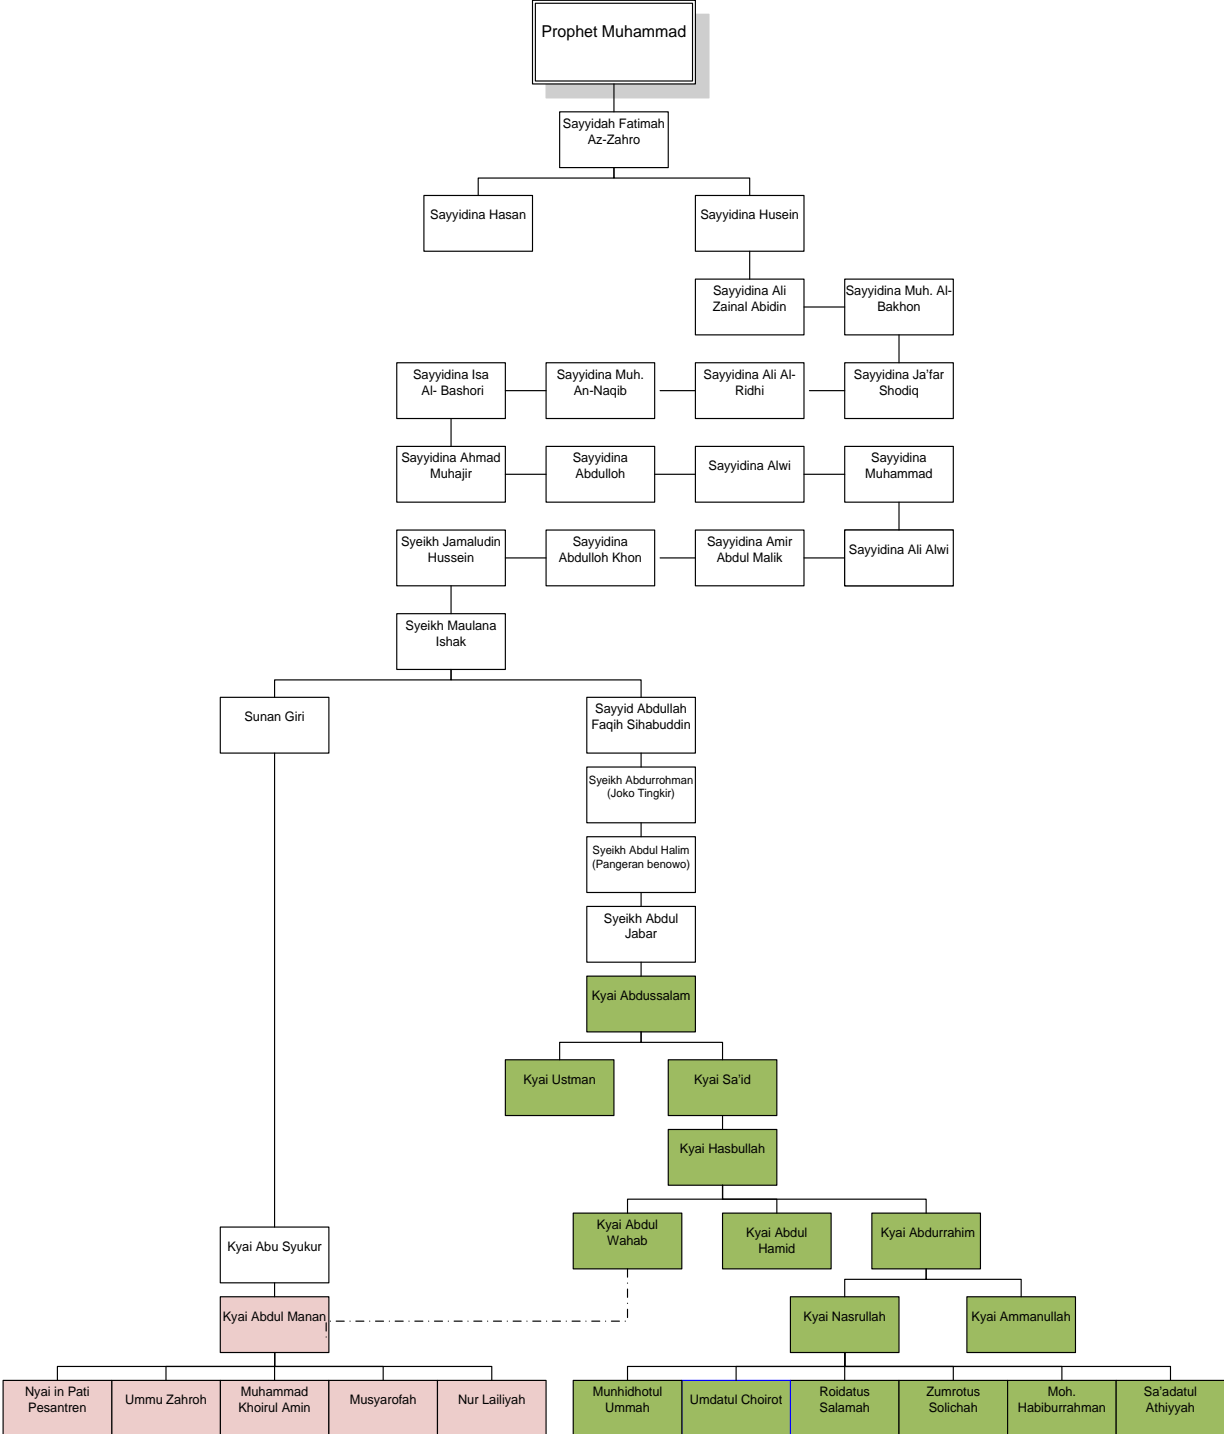 Prophet Muhammad
Sayyidah Fatimah
Az-Zahro
Sayyidina Hasan
Sayyidina Husein
Sayyidina Ali
Zainal Abidin
Sayyidina Muh. Al-
Bakhon
Sayyidina Isa
Al- Bashori
Sayyidina Muh.
An-Naqib
Sayyidina Ali Al-
Ridhi
Sayyidina Ja'far
Shodiq
Sayyidina Ahmad
Muhajir
Sayyidina
Abdulloh
Sayyidina Alwi
Sayyidina
Muhammad
Syeikh Jamaludin
Hussein
Sayyidina
Abdulloh Khon
Sayyidina Amir
Abdul Malik
Sayyidina Ali Alwi
Syeikh Maulana
Ishak
Sunan Giri
Sayyid Abdullah
Faqih Sihabuddin
Syeikh Abdurrohman
(Joko Tingkir)
Syeikh Abdul Halim
(Pangeran benowo)
Syeikh Abdul
Jabar
Kyai Abdussalam
Kyai Ustman
Kyai Sa'id
Kyai Hasbullah
Kyai Abdul
Wahab
Kyai Abdul
Hamid
Kyai Abdurrahim
Kyai Abu Syukur
Kyai Abdul Manan
Kyai Nasrullah
Kyai Ammanullah
Nyai in Pati
Pesantren
Ummu Zahroh
Muhammad
Khoirul Amin
Musyarofah
Nur Lailiyah
Munhidhotul
Ummah
Umdatul Choirot
Roidatus
Salamah
Zumrotus
Solichah
Moh.
Habiburrahman
Sa'adatul
Athiyyah